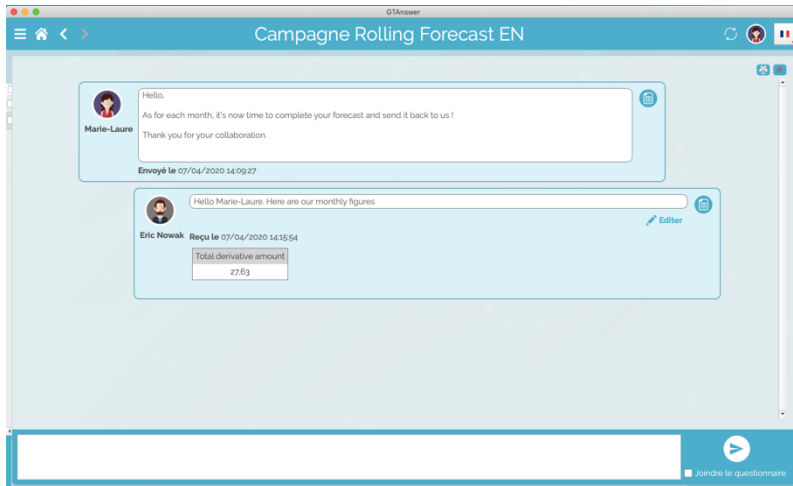 GTAnswer
Campagne Rolling Forecast EN
Hello,
As for each month, it's now time to complete your forecast and send it back to us !
Thank you for your collaboration.
Marie-Laure
Envoyé le 07/04/2020 14:09:27
Hello Marie-Laure. Here are our monthly figures
Editer
Eric Nowak
Reçu le 07/04/2020 14:15:54
Total derivative amount
27,63
Joindre le questionnaire